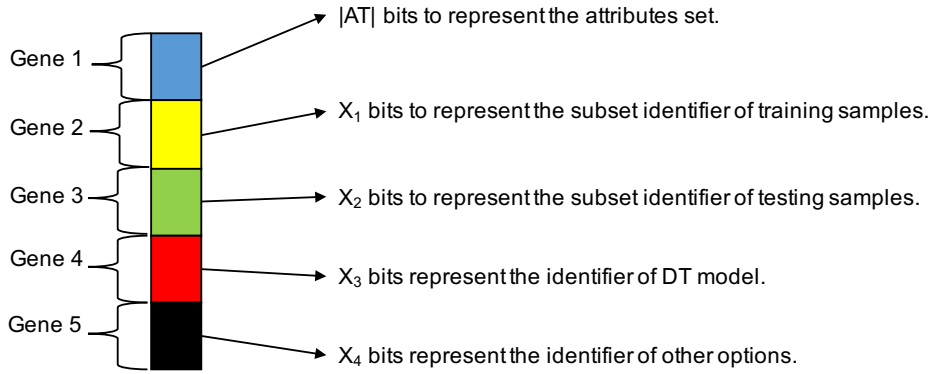 |AT| bits to represent the attributes set.
Gene 1
X₁ bits to represent the subset identifier of training samples.
Gene 2
Gene 3
X₂ bits to represent the subset identifier of testing samples.
Gene 4
X₃ bits represent the identifier of DT model.
Gene 5
X₄ bits represent the identifier of other options.